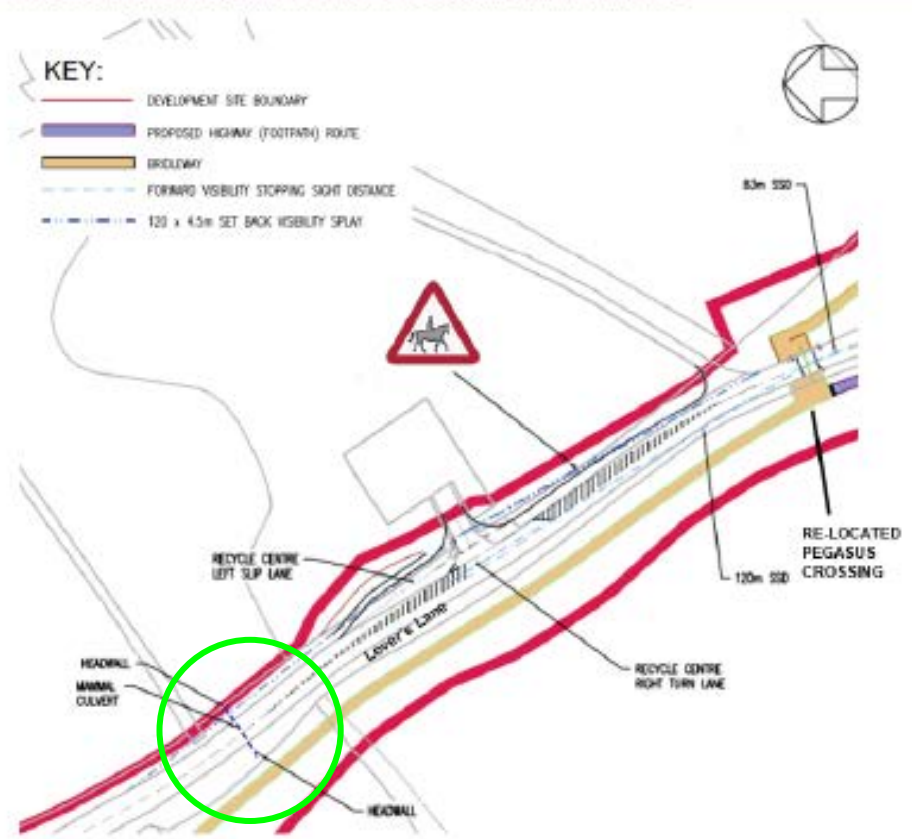 KEY:
DEVELOPMENT SITE BOUNDARY
PROPOSED HIGHWAY (FOOTPATH) ROUTE
BRIDLEWAY
FORWARD VISIBILITY STOPPING SIGHT DISTANCE
120 x 4.5m SET BACK VISIBILITY SPLAY
83m SSD
RE-LOCATED
PEGASUS
CROSSING
120m SSD
RECYCLE CENTRE
LEFT SLIP LANE
Lover's Lane
RECYCLE CENTRE
RIGHT TURN LANE
HEADWALL
MAMMAL
CULVERT
HEADWALL